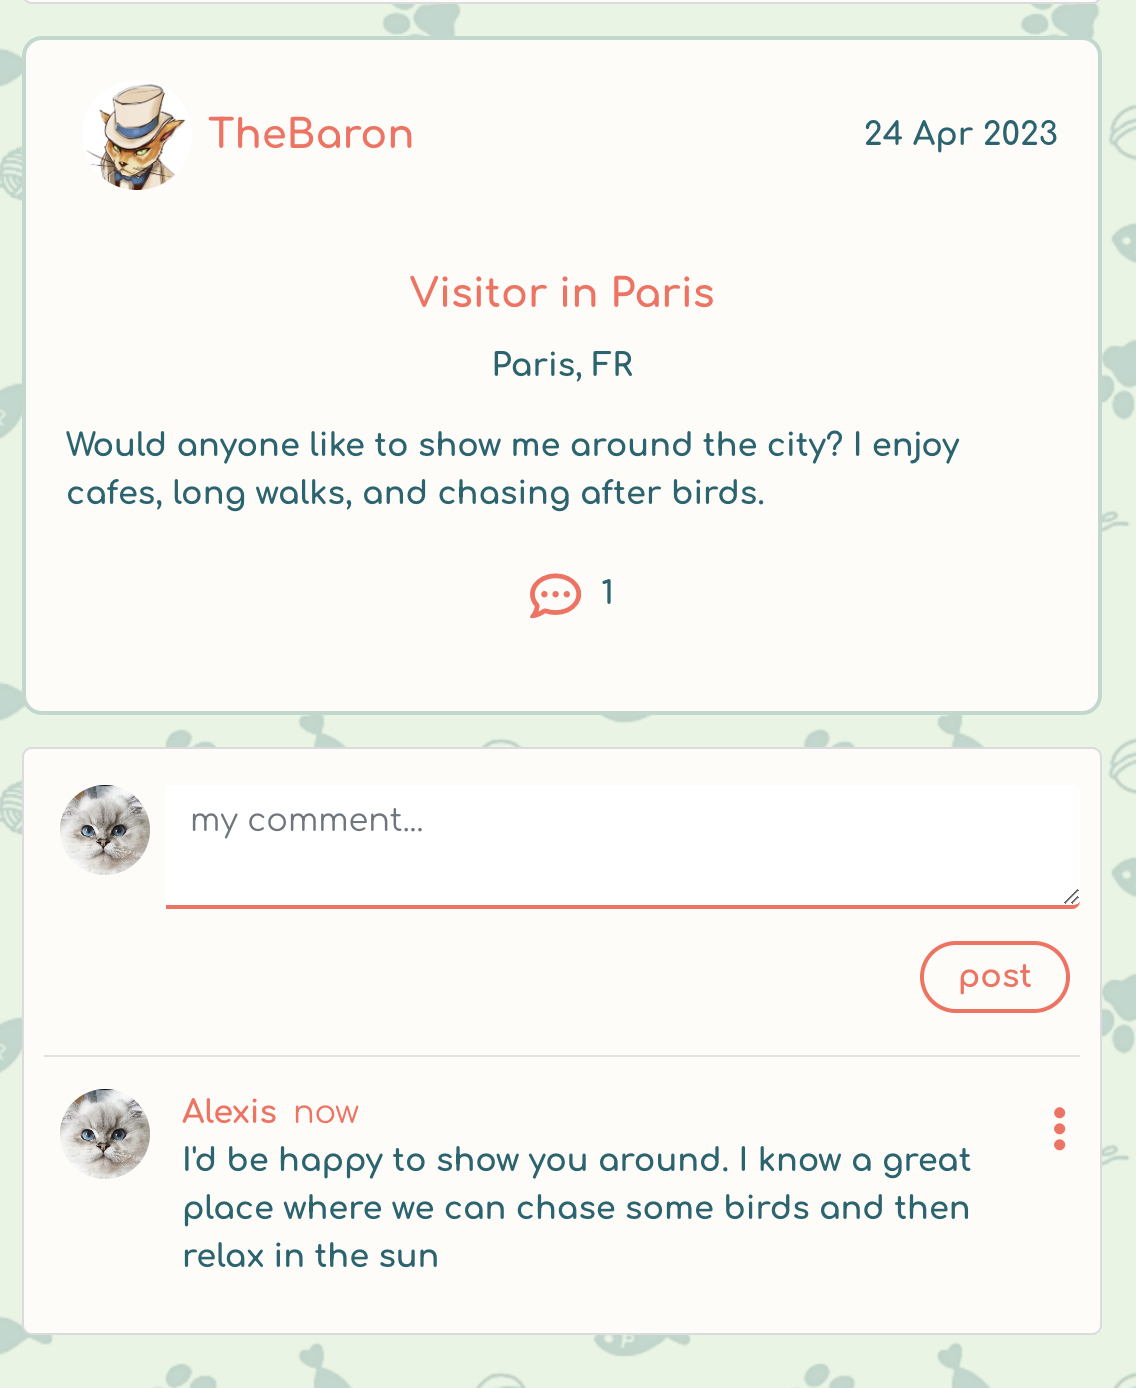 TheBaron
24 Apr 2023
Visitor in Paris
Paris, FR
Would anyone like to show me around the city? I enjoy
cafes, long walks, and chasing after birds.
1
my comment...
post
Alexis now
I'd be happy to show you around. I know a great
place where we can chase some birds and then
relax in the sun
P